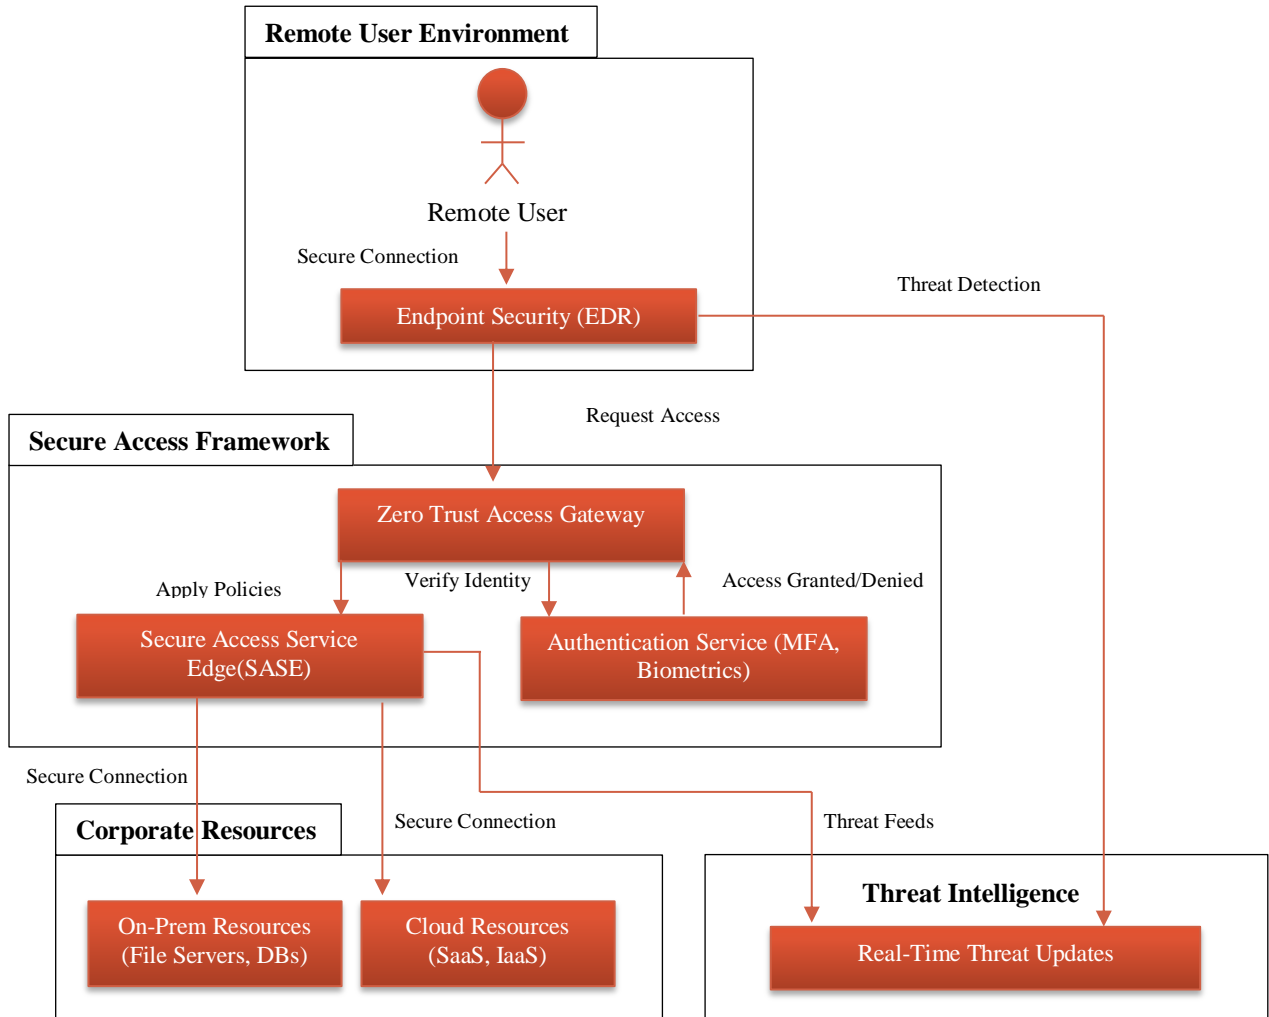 Remote User Environment
Remote User
Secure Connection
Threat Detection
Endpoint Security (EDR)
Request Access
Secure Access Framework
Zero Trust Access Gateway
Apply Policies
Verify Identity
Access Granted/Denied
Secure Access Service
Edge(SASE)
Authentication Service (MFA,
Biometrics)
Secure Connection
Secure Connection
Threat Feeds
Corporate Resources
Threat Intelligence
On-Prem Resources
(File Servers, DBs)
Cloud Resources
(SaaS, IaaS)
Real-Time Threat Updates